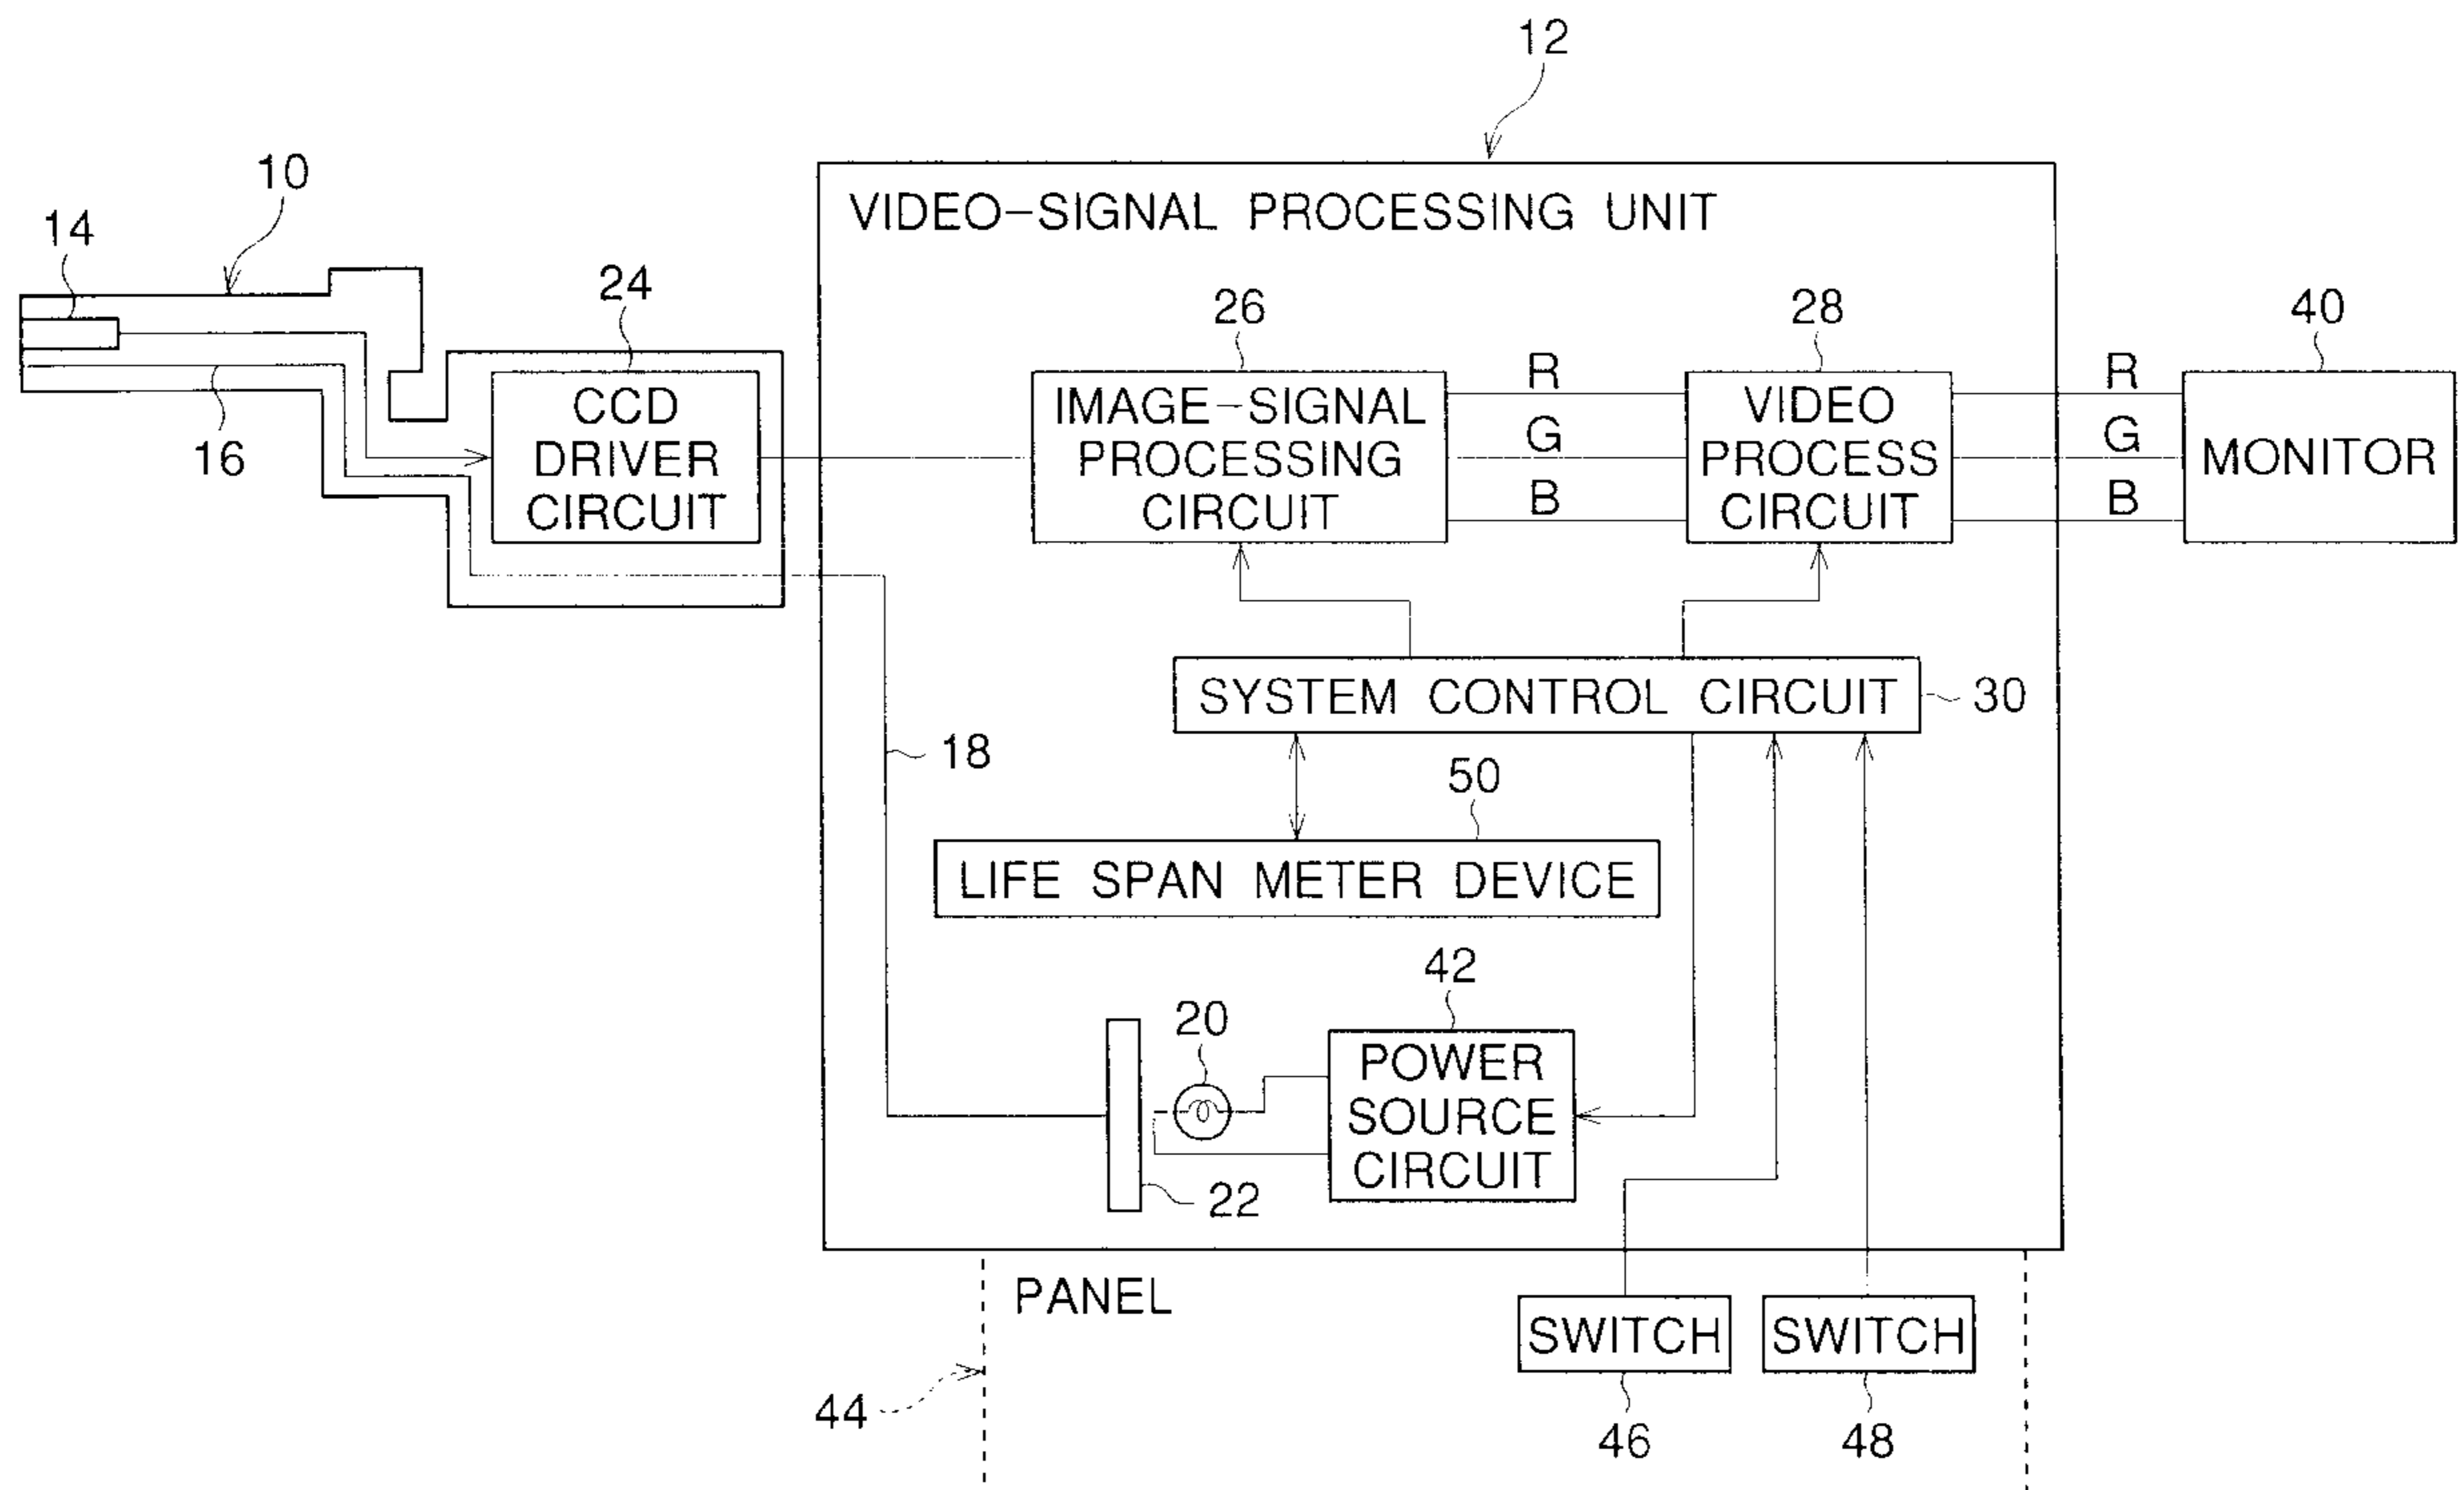 12
VIDEO-SIGNAL PROCESSING UNIT
10
14
24
26
28
40
CCD
DRIVER
CIRCUIT
16
IMAGE-SIGNAL
PROCESSING
CIRCUIT
R
G
B
VIDEO
PROCESS
CIRCUIT
R
G
B
MONITOR
SYSTEM CONTROL CIRCUIT
30
18
50
LIFE SPAN METER DEVICE
42
20
POWER
SOURCE
CIRCUIT
22
PANEL
SWITCH
SWITCH
44
46
48